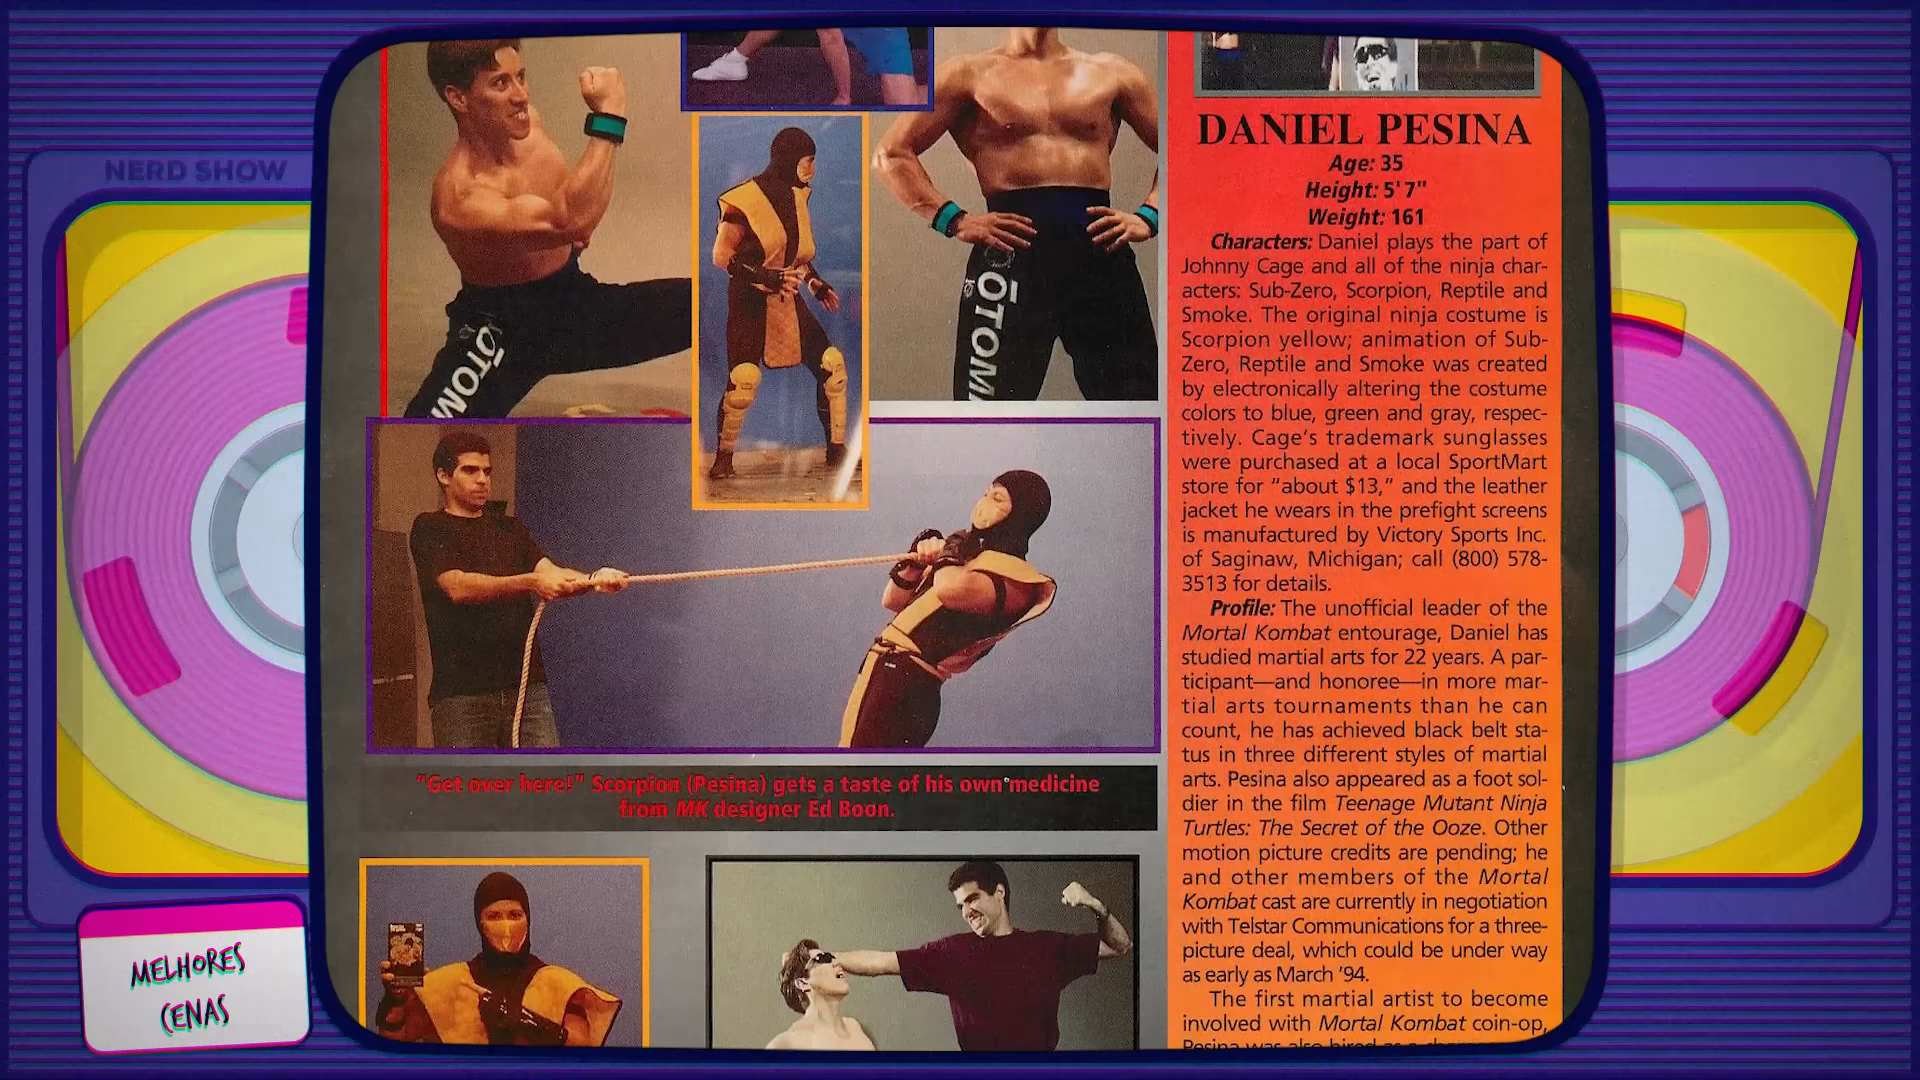 NERD SHOW
DANIEL PESINA
Age: 35
Height: 5'7"
Weight: 161
Characters: Daniel plays the part of
Johnny Cage and all of the ninja char-
acters: Sub-Zero, Scorpion, Reptile and
Smoke. The original ninja costume is
Scorpion yellow; animation of Sub-
Zero, Reptile and Smoke was created
by electronically altering the costume
colors to blue, green and gray, respec-
tively. Cage's trademark sunglasses
were purchased at a local SportMart
store for "about $13," and the leather
jacket he wears in the prefight screens
is manufactured by Victory Sports Inc.
of Saginaw, Michigan; call (800) 578-
3513 for details.
Profile: The unofficial leader of the
Mortal Kombat entourage, Daniel has
studied martial arts for 22 years. A par-
ticipant—and honoree—in more mar-
tial arts tournaments than he can
count, he has achieved black belt sta-
tus in three different styles of martial
arts. Pesina also appeared as a foot sol-
dier in the film Teenage Mutant Ninja
Turtles: The Secret of the Ooze. Other
motion picture credits are pending; he
and other members of the Mortal
Kombat cast are currently in negotiation
with Telstar Communications for a three-
picture deal, which could be under way
as early as March '94.
The first martial artist to become
involved with Mortal Kombat coin-op,
Pesina was also hired as a
"Get over here!" Scorpion (Pesina) gets a taste of his own medicine
from MK designer Ed Boon.
MELHORES
CENAS